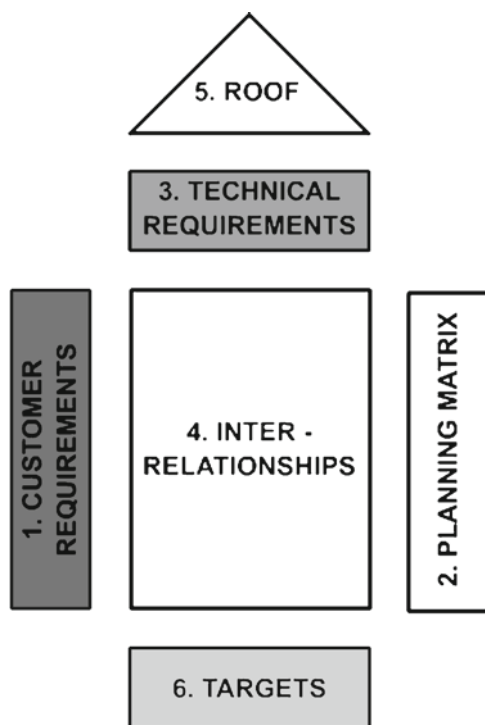 5. ROOF
3. TECHNICAL
REQUIREMENTS
1. CUSTOMER
REQUIREMENTS
4. INTER -
RELATIONSHIPS
2. PLANNING MATRIX
6. TARGETS